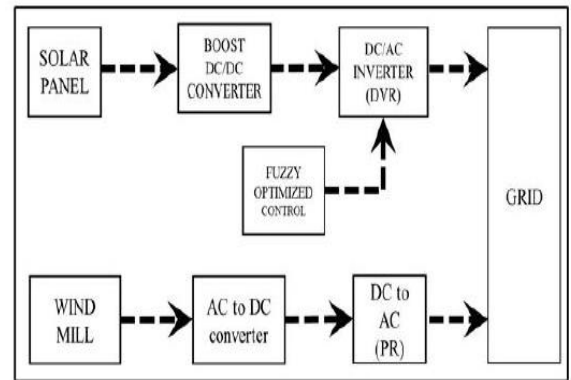 SOLAR
PANEL
BOOST
DC/DC
CONVERTER
DC/AC
INVERTER
(DVR)
FUZZY
OPTIMIZED
CONTROL
GRID
WIND
MILL
AC to DC
converter
DC to
AC
(PR)